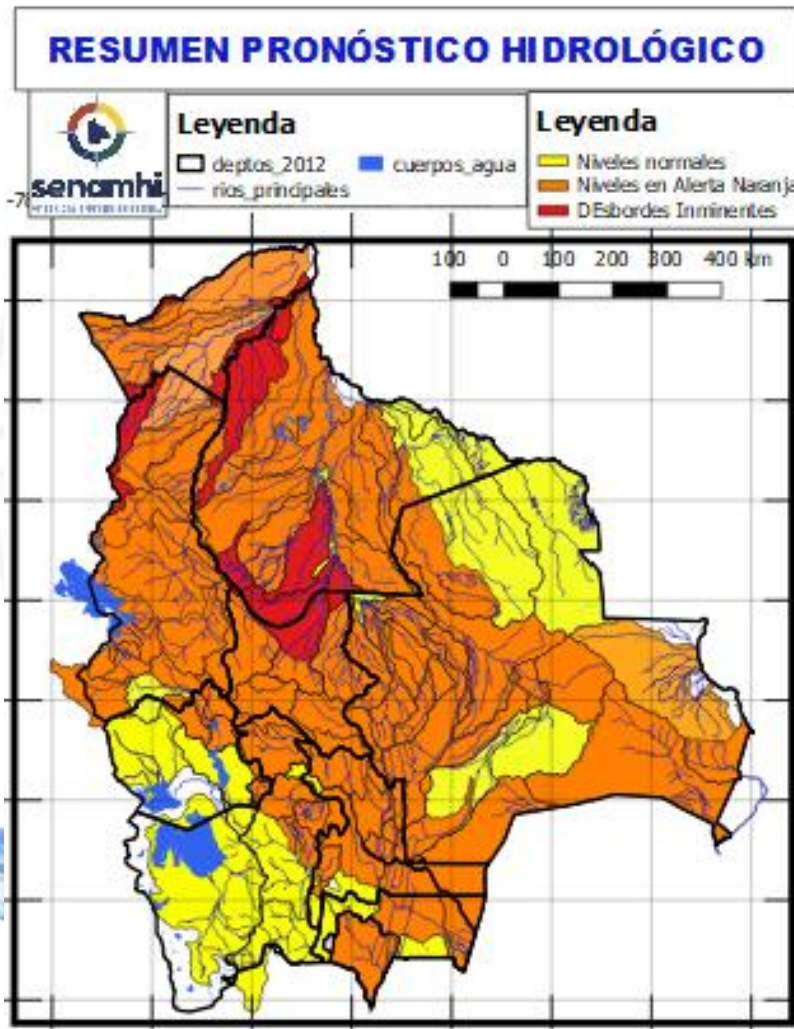 RESUMEN PRONÓSTICO HIDROLÓGICO
senamhi
Leyenda
deptos_2012
cuerpos_agua
rios_principales
Leyenda
Niveles normales
Niveles en Alerta Naranja
DEsbordes Inminentes
100 0 100 200 300 400 km